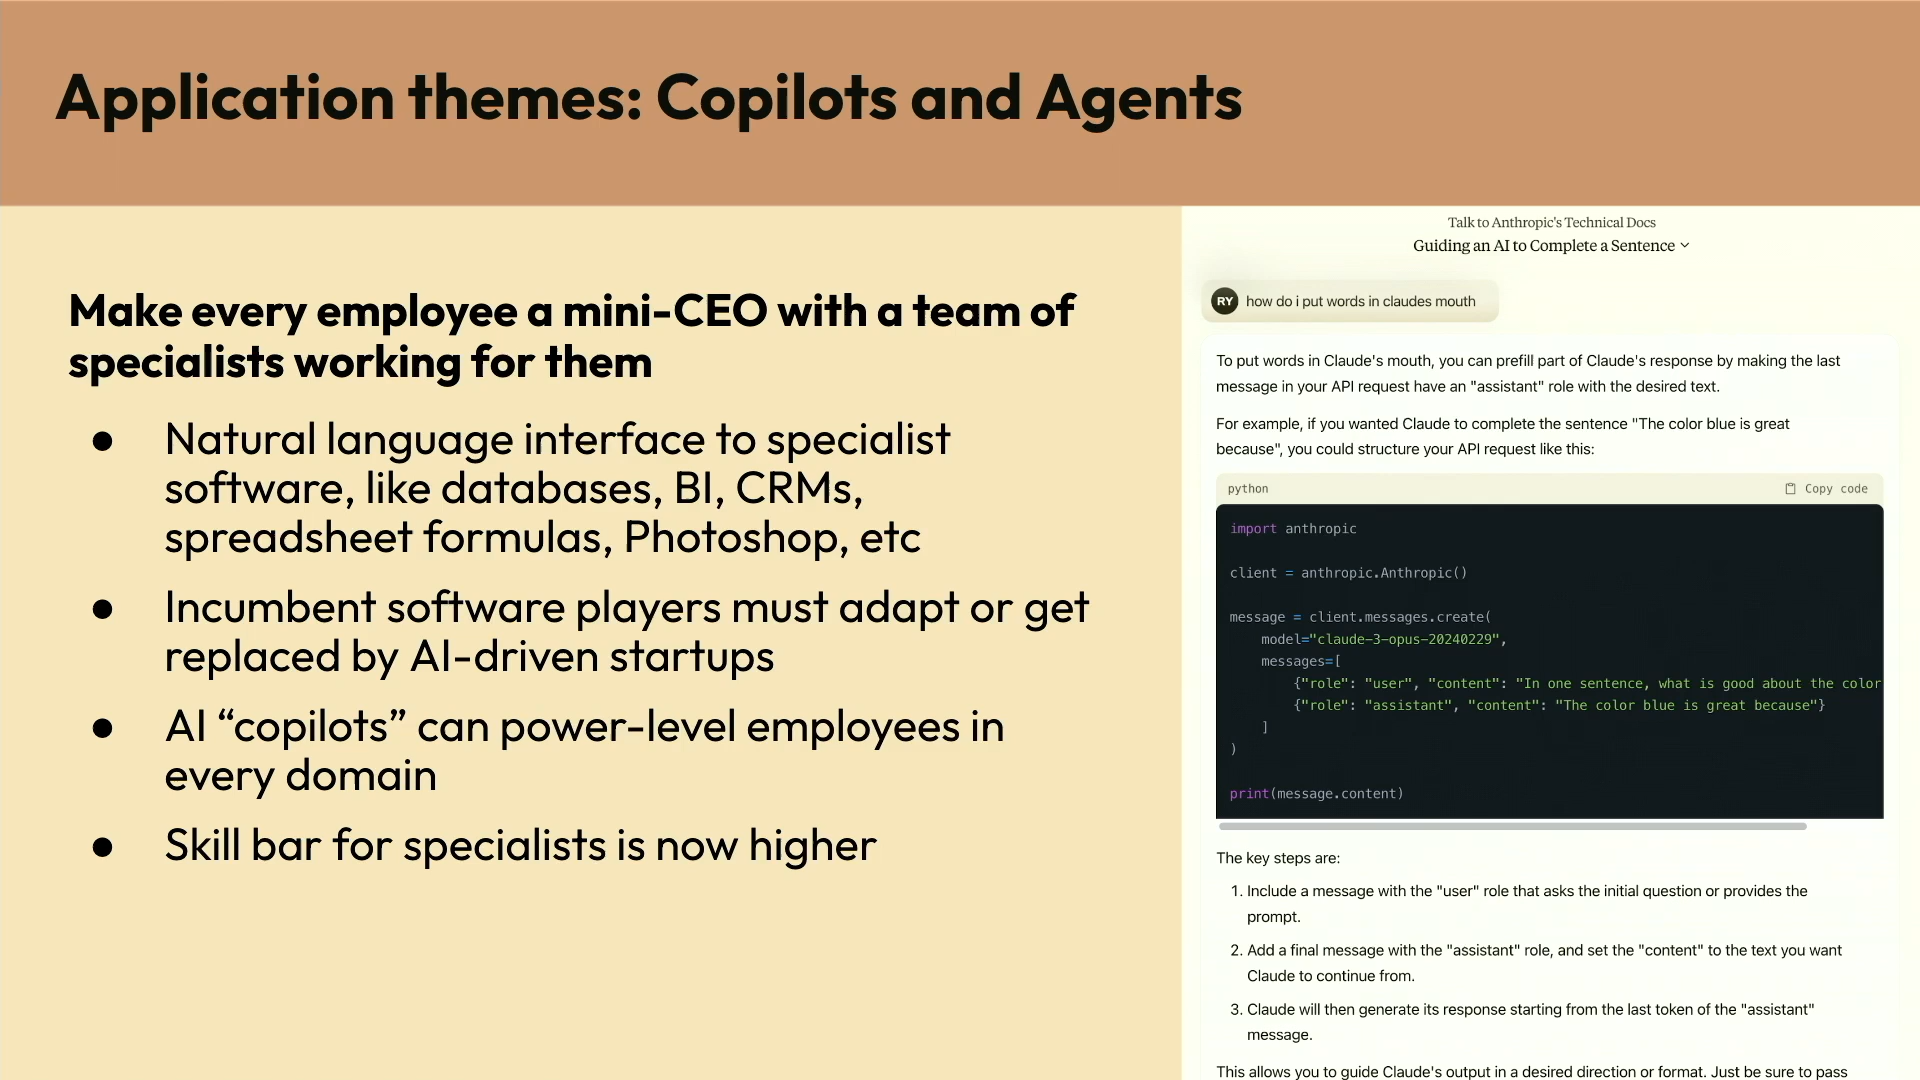 Application themes: Copilots and Agents
Make every employee a mini-CEO with a team of
specialists working for them
● Natural language interface to specialist
software, like databases, BI, CRMs,
spreadsheet formulas, Photoshop, etc
● Incumbent software players must adapt or get
replaced by AI-driven startups
● AI “copilots” can power-level employees in
every domain
● Skill bar for specialists is now higher
Talk to Anthropic's Technical Docs
Guiding an AI to Complete a Sentence
RY how do i put words in claudes mouth
To put words in Claude's mouth, you can prefill part of Claude's response by making the last
message in your API request have an "assistant" role with the desired text.
For example, if you wanted Claude to complete the sentence "The color blue is great
because", you could structure your API request like this:
python Copy code
import anthropic
client = anthropic.Anthropic()
message = client.messages.create(
    model="claude-3-opus-20240229",
    messages=[
        {"role": "user", "content": "In one sentence, what is good about the color
        {"role": "assistant", "content": "The color blue is great because"}
    ]
)
print(message.content)
The key steps are:
1. Include a message with the "user" role that asks the initial question or provides the
prompt.
2. Add a final message with the "assistant" role, and set the "content" to the text you want
Claude to continue from.
3. Claude will then generate its response starting from the last token of the "assistant"
message.
This allows you to guide Claude's output in a desired direction or format. Just be sure to pass